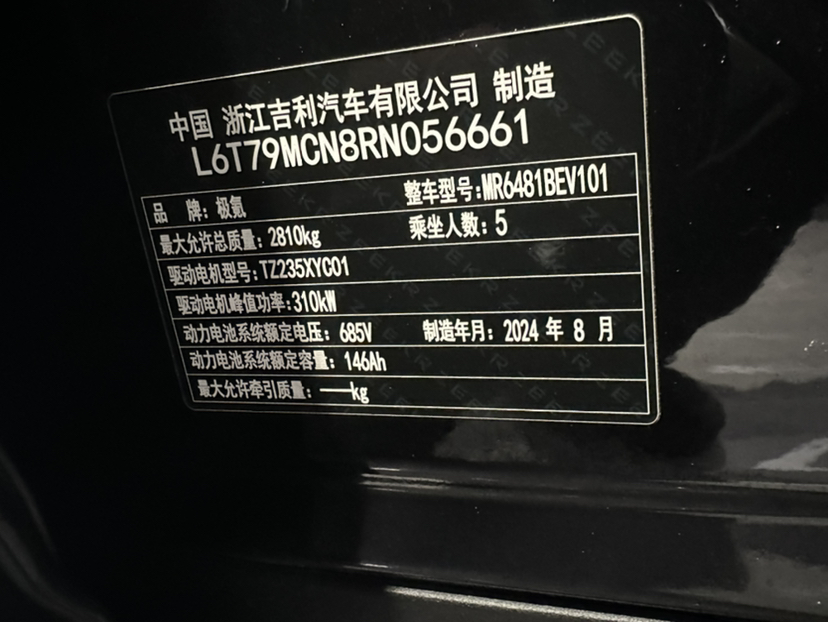 中国 浙江吉利汽车有限公司 制造
L6T79MCN8RN056661
品 牌:极氪 整车型号:MR6481BEV101
最大允许总质量:2810kg 乘坐人数:5
驱动电机型号:TZ235XYC01
驱动电机峰值功率:310kW
动力电池系统额定电压:685V 制造年月:2024年8月
动力电池系统额定容量:146Ah
最大允许牵引质量:——kg